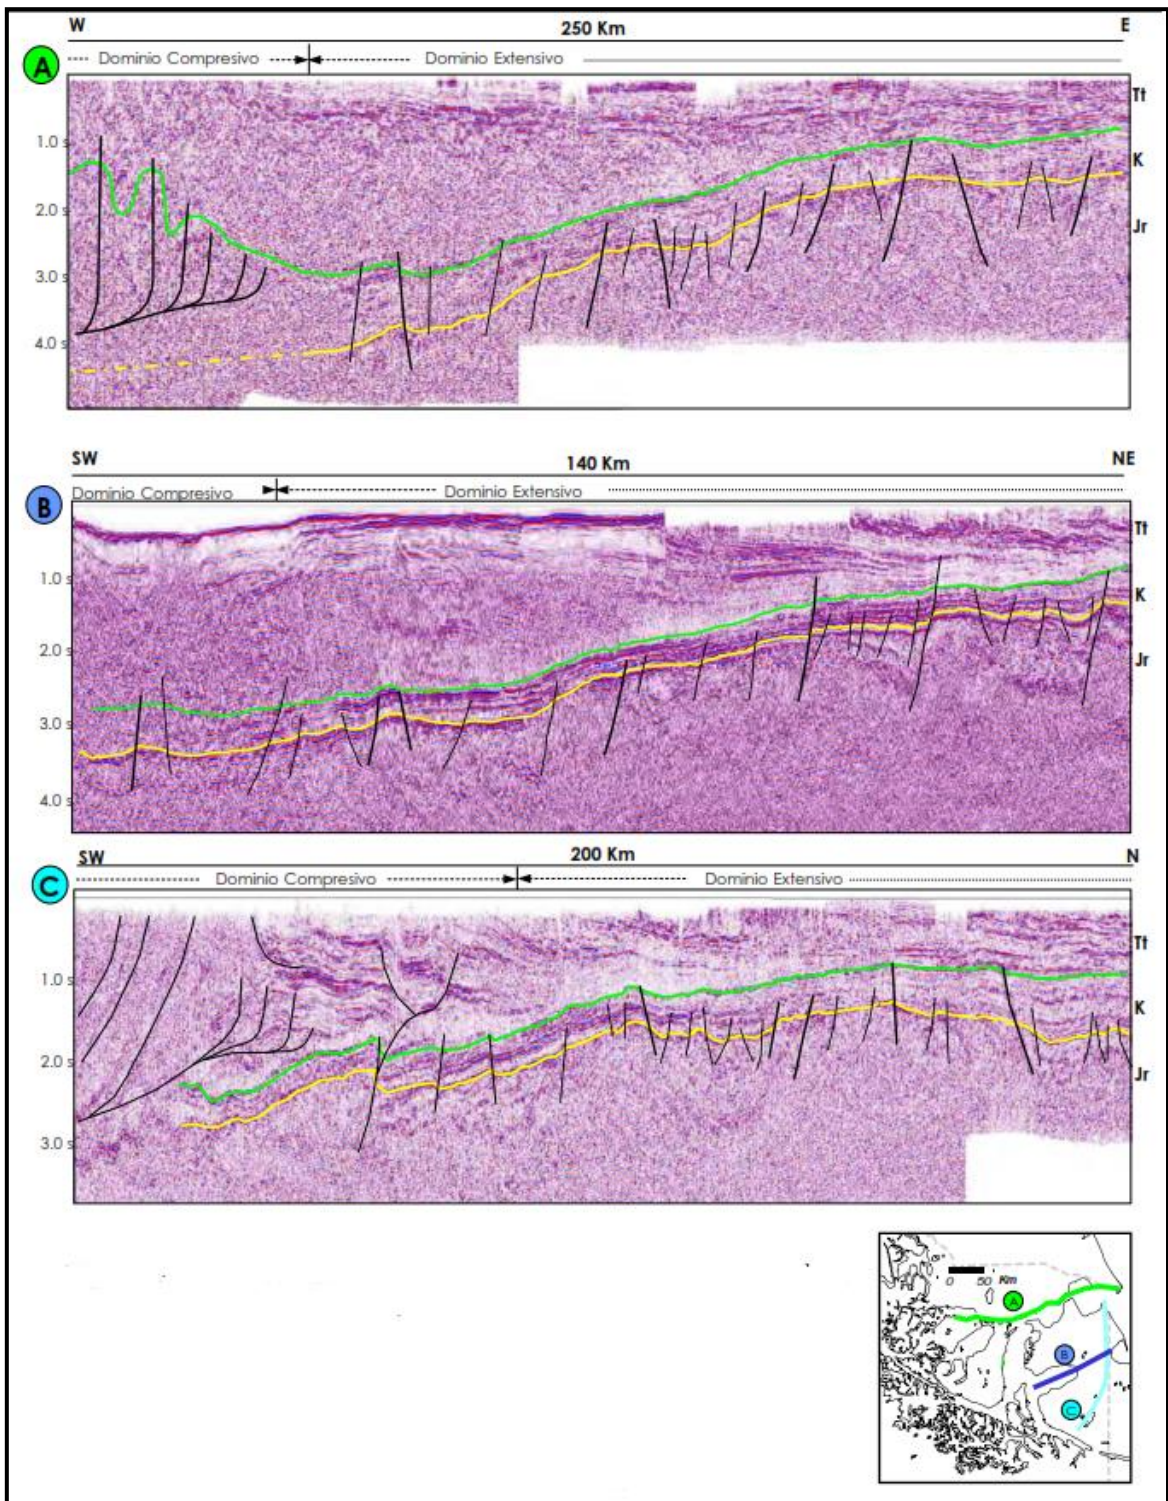 W 250 Km E
A Dominio Compresivo Dominio Extensivo
Tt
1.0 s
K
2.0 s
Jr
3.0 s
4.0 s
SW 140 Km NE
B Dominio Compresivo Dominio Extensivo
Tt
1.0 s
K
2.0 s
Jr
3.0 s
4.0 s
SW 200 Km N
C Dominio Compresivo Dominio Extensivo
Tt
1.0 s
K
2.0 s
Jr
3.0 s
0 50 Km
A
B
C